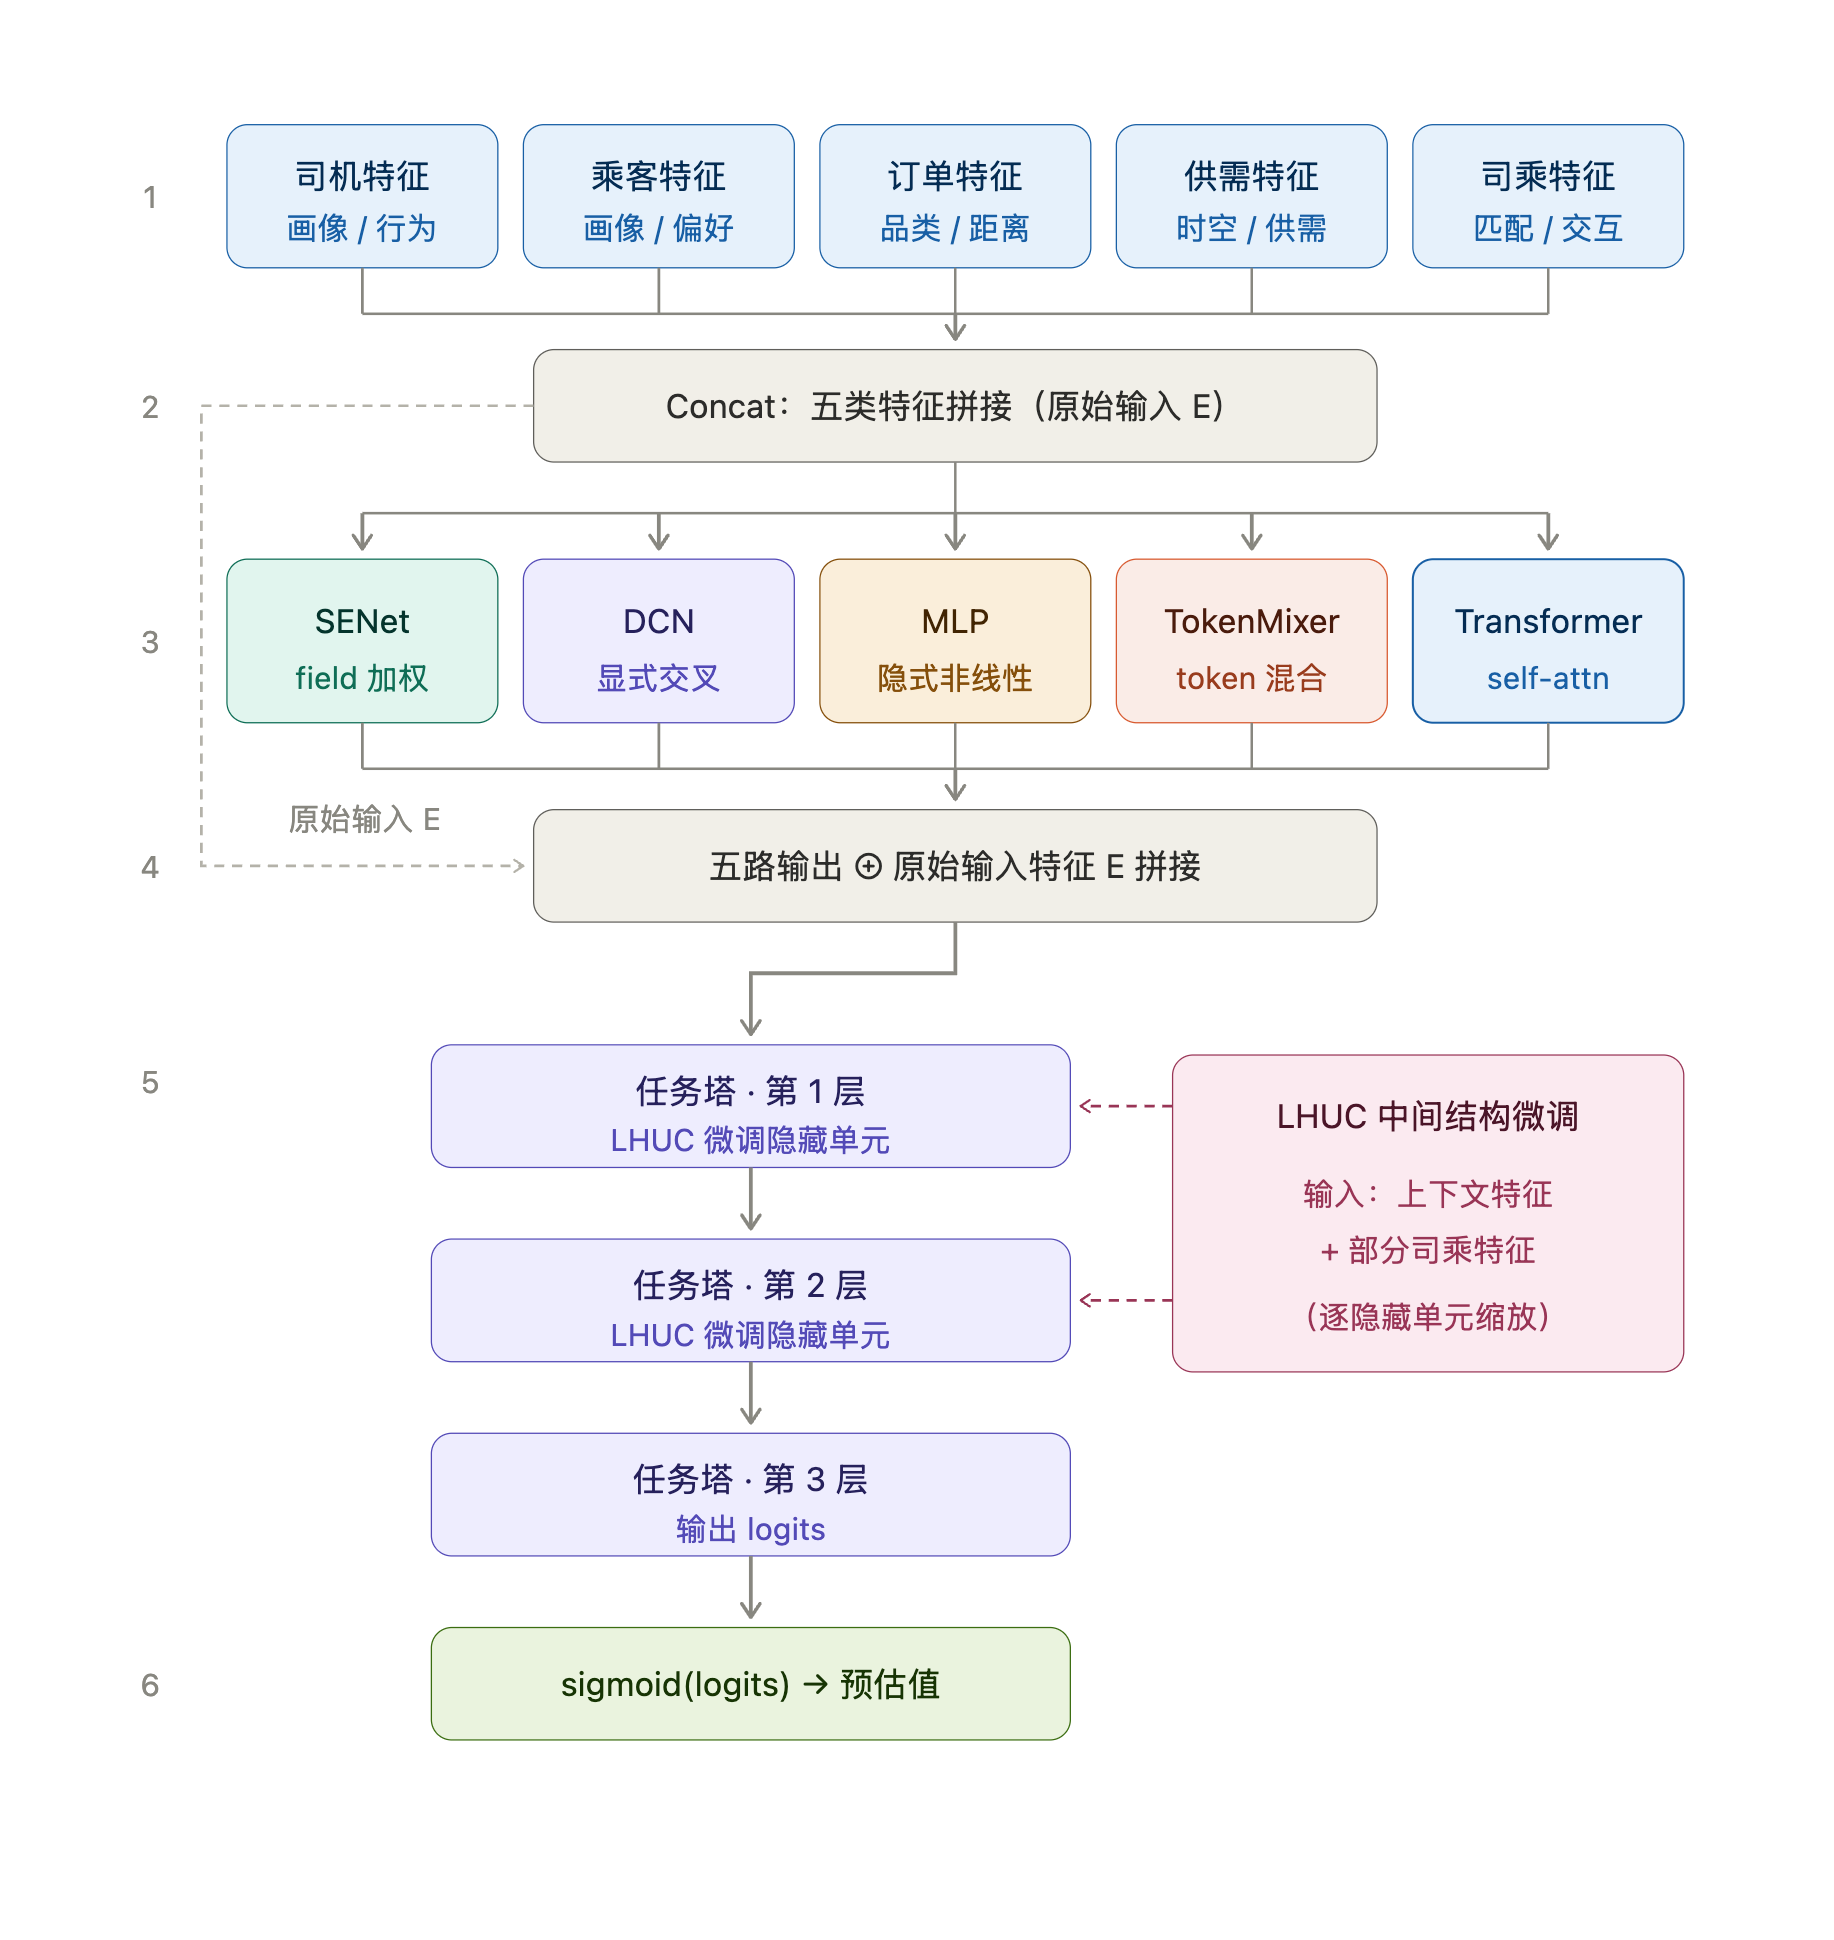 1
司机特征
画像 / 行为
乘客特征
画像 / 偏好
订单特征
品类 / 距离
供需特征
时空 / 供需
司乘特征
匹配 / 交互
2
Concat：五类特征拼接（原始输入 E）
3
SENet
field 加权
DCN
显式交叉
MLP
隐式非线性
TokenMixer
token 混合
Transformer
self-attn
原始输入 E
4
五路输出 ⊕ 原始输入特征 E 拼接
5
任务塔 · 第 1 层
LHUC 微调隐藏单元
LHUC 中间结构微调
输入：上下文特征
+ 部分司乘特征
（逐隐藏单元缩放）
任务塔 · 第 2 层
LHUC 微调隐藏单元
任务塔 · 第 3 层
输出 logits
6
sigmoid(logits) → 预估值